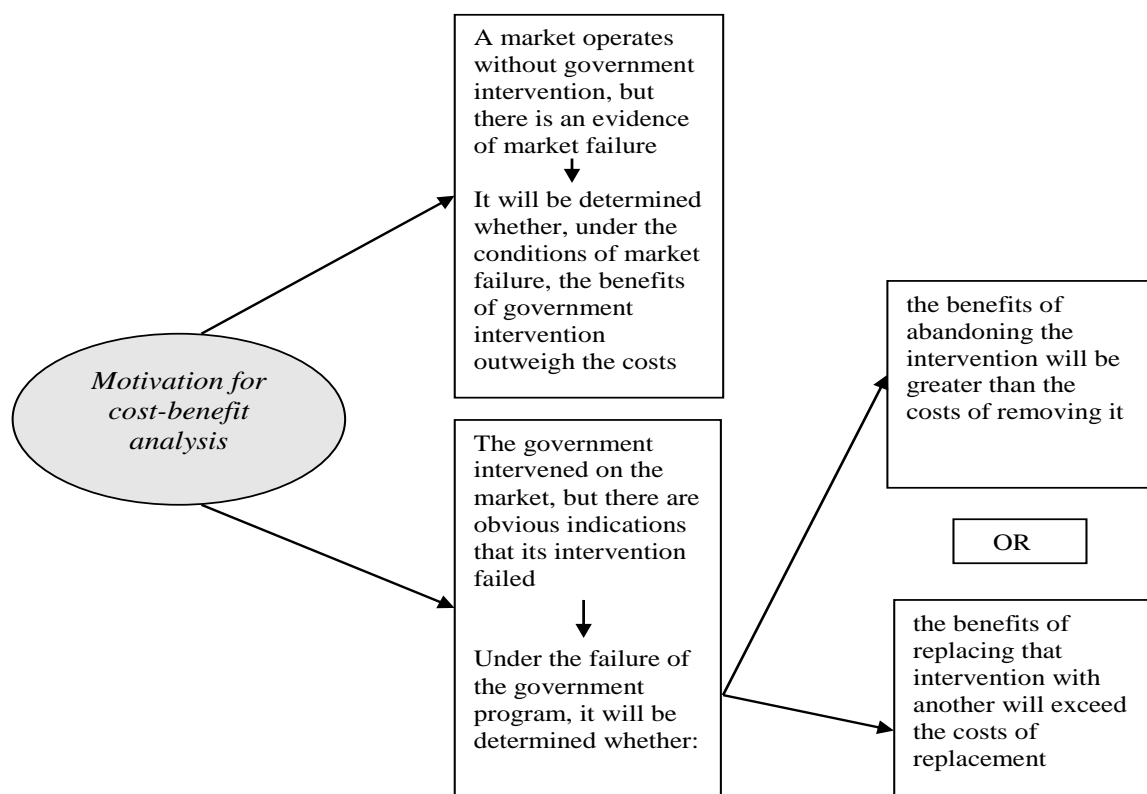 A market operates
without government
intervention, but
there is an evidence
of market failure
It will be determined
whether, under the
conditions of market
failure, the benefits
of government
intervention
outweigh the costs
Motivation for
cost-benefit
analysis
The government
intervened on the
market, but there are
obvious indications
that its intervention
failed
Under the failure of
the government
program, it will be
determined whether:
the benefits of
abandoning the
intervention will be
greater than the
costs of removing it
OR
the benefits of
replacing that
intervention with
another will exceed
the costs of
replacement